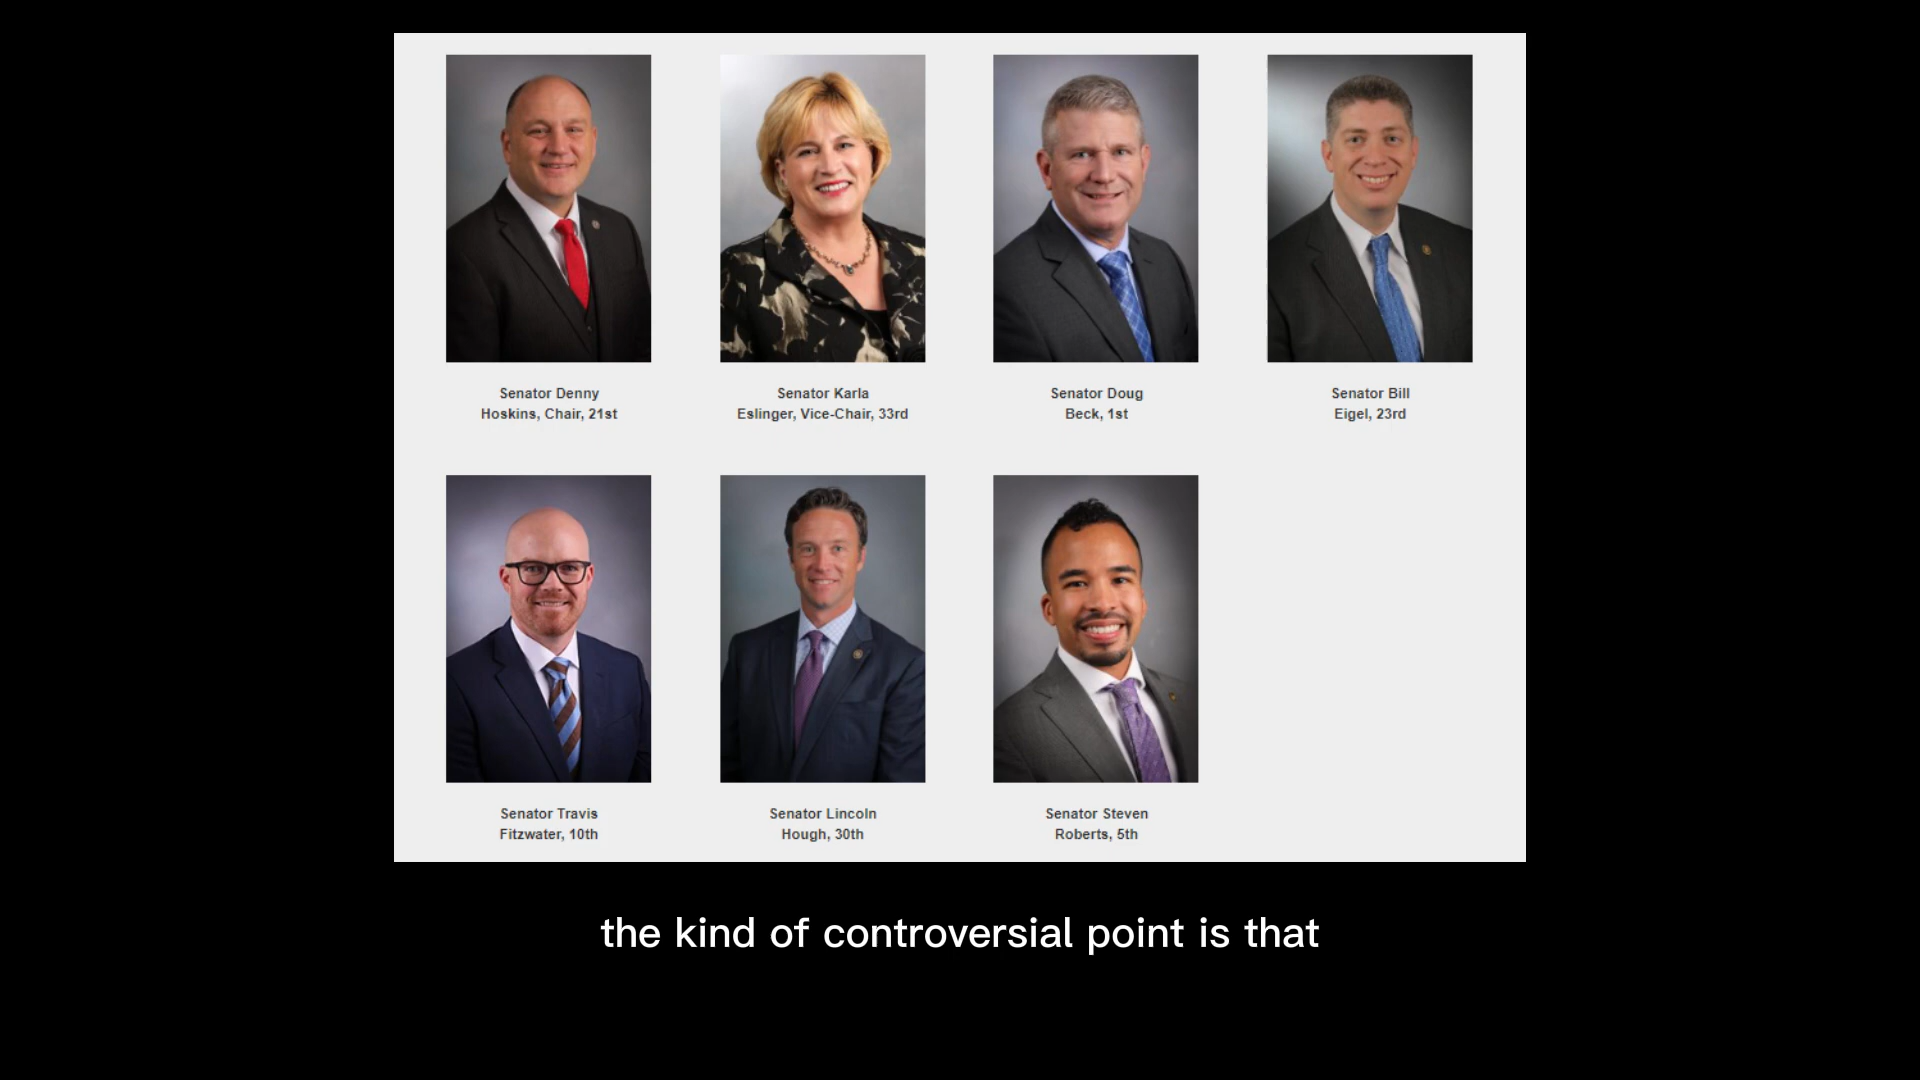 Senator Denny
Hoskins, Chair, 21st
Senator Karla
Eslinger, Vice-Chair, 33rd
Senator Doug
Beck, 1st
Senator Bill
Eigel, 23rd
Senator Travis
Fitzwater, 10th
Senator Lincoln
Hough, 30th
Senator Steven
Roberts, 5th
the kind of controversial point is that